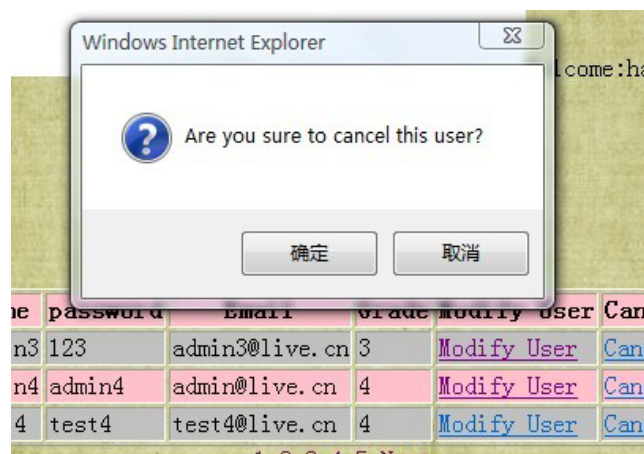 Windows Internet Explorer
lcome:ha
Are you sure to cancel this user?
确定 取消
password Email Grade Modify User Can
n3 123 admin3@live.cn 3 Modify User Can
n4 admin4 admin@live.cn 4 Modify User Can
4 test4 test4@live.cn 4 Modify User Can